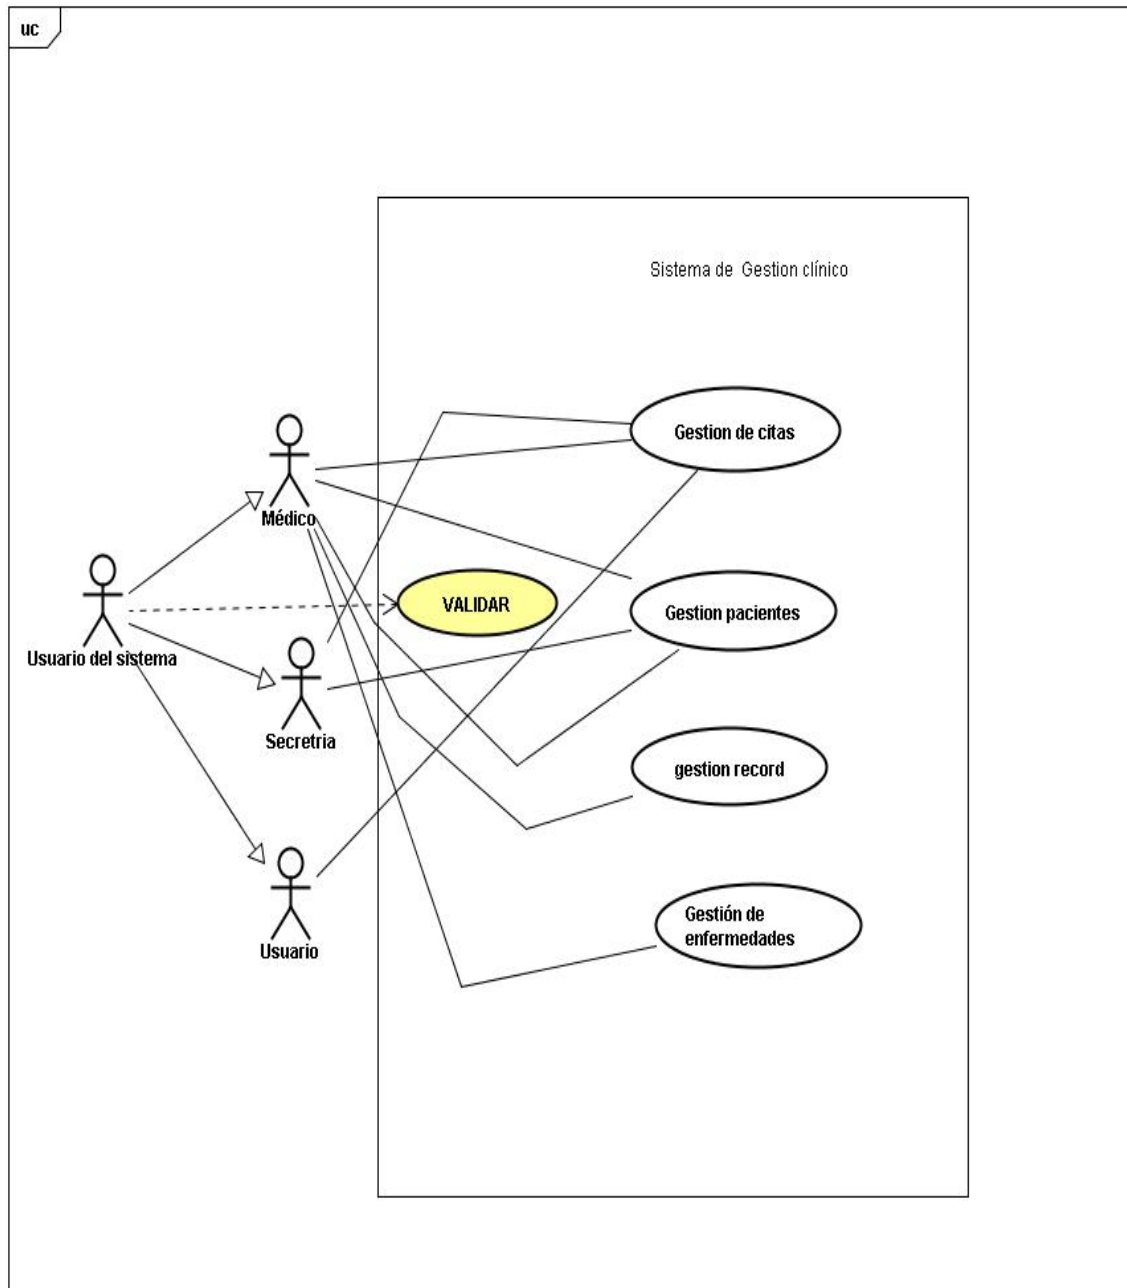 uc
Sistema de Gestion clínico
Gestion de citas
Médico
VALIDAR
Gestion pacientes
Usuario del sistema
Secretria
gestion record
Gestión de
enfermedades
Usuario